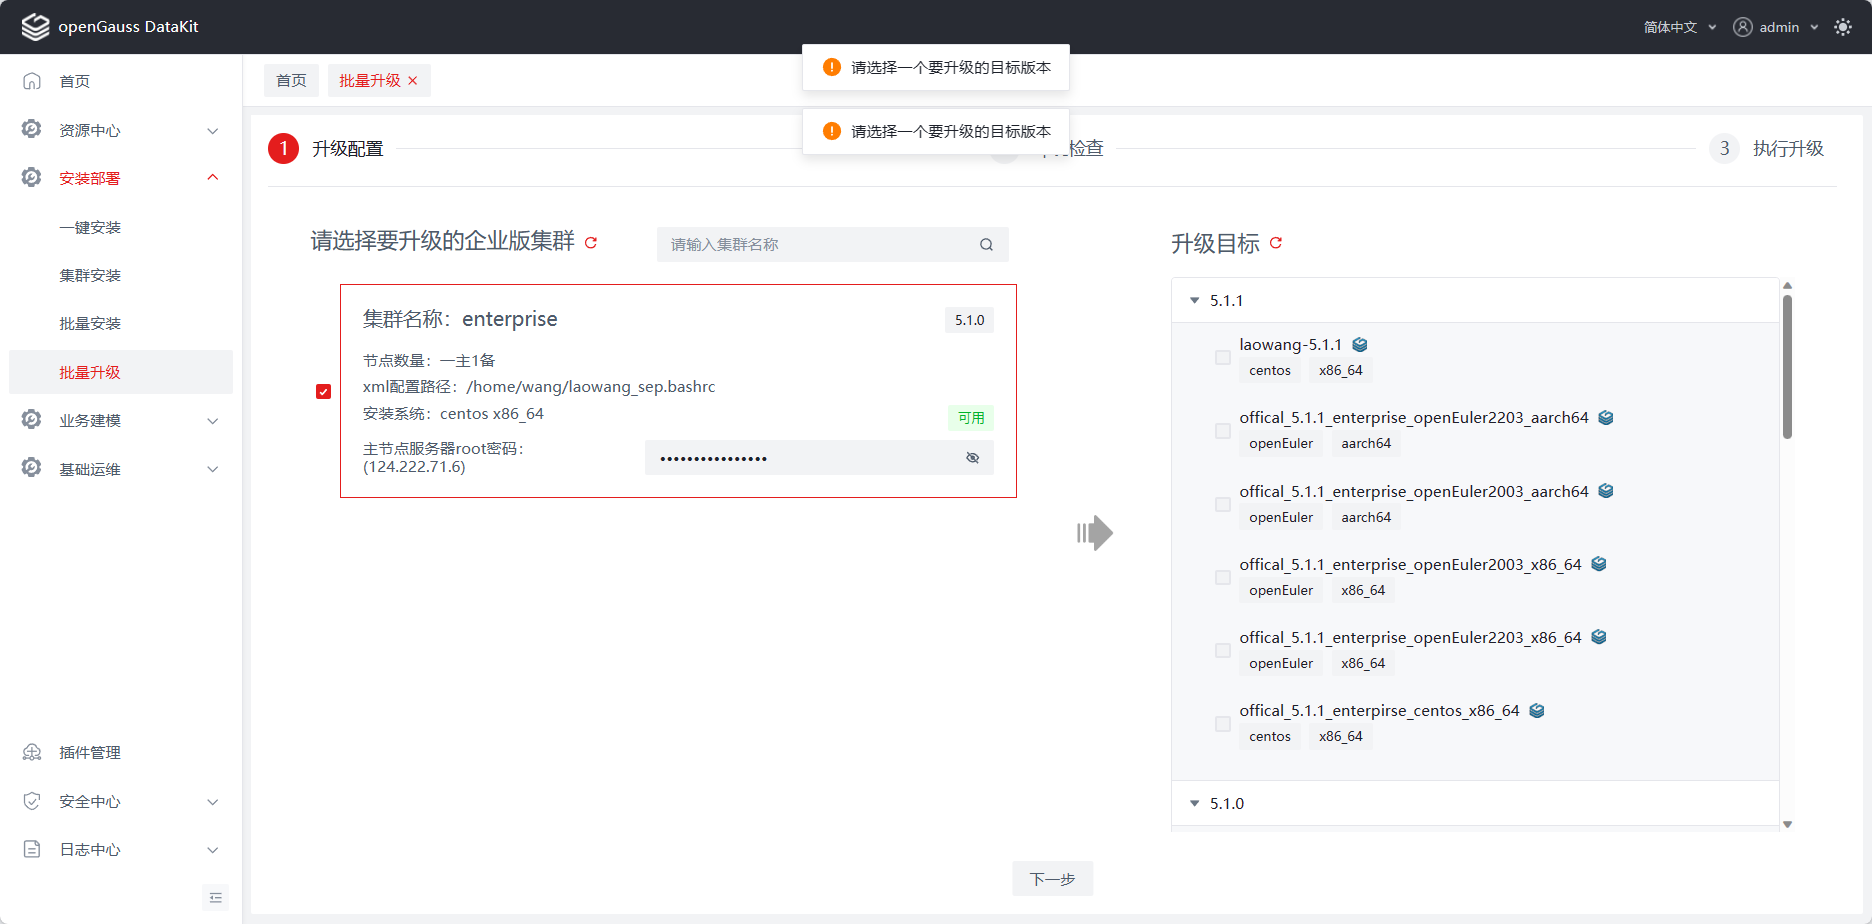 openGauss DataKit
简体中文
admin
首页
资源中心
安装部署
一键安装
集群安装
批量安装
批量升级
业务建模
基础运维
插件管理
安全中心
日志中心
首页
批量升级
请选择一个要升级的目标版本
请选择一个要升级的目标版本
1 升级配置
检查
3 执行升级
请选择要升级的企业版集群
请输入集群名称
集群名称：enterprise
5.1.0
节点数量：一主1备
xml配置路径：/home/wang/laowang_sep.bashrc
安装系统：centos x86_64
可用
主节点服务器root密码：
(124.222.71.6)
••••••••••••••••
升级目标
5.1.1
laowang-5.1.1
centos x86_64
offical_5.1.1_enterprise_openEuler2203_aarch64
openEuler aarch64
offical_5.1.1_enterprise_openEuler2003_aarch64
openEuler aarch64
offical_5.1.1_enterprise_openEuler2003_x86_64
openEuler x86_64
offical_5.1.1_enterprise_openEuler2203_x86_64
openEuler x86_64
offical_5.1.1_enterpirse_centos_x86_64
centos x86_64
5.1.0
下一步